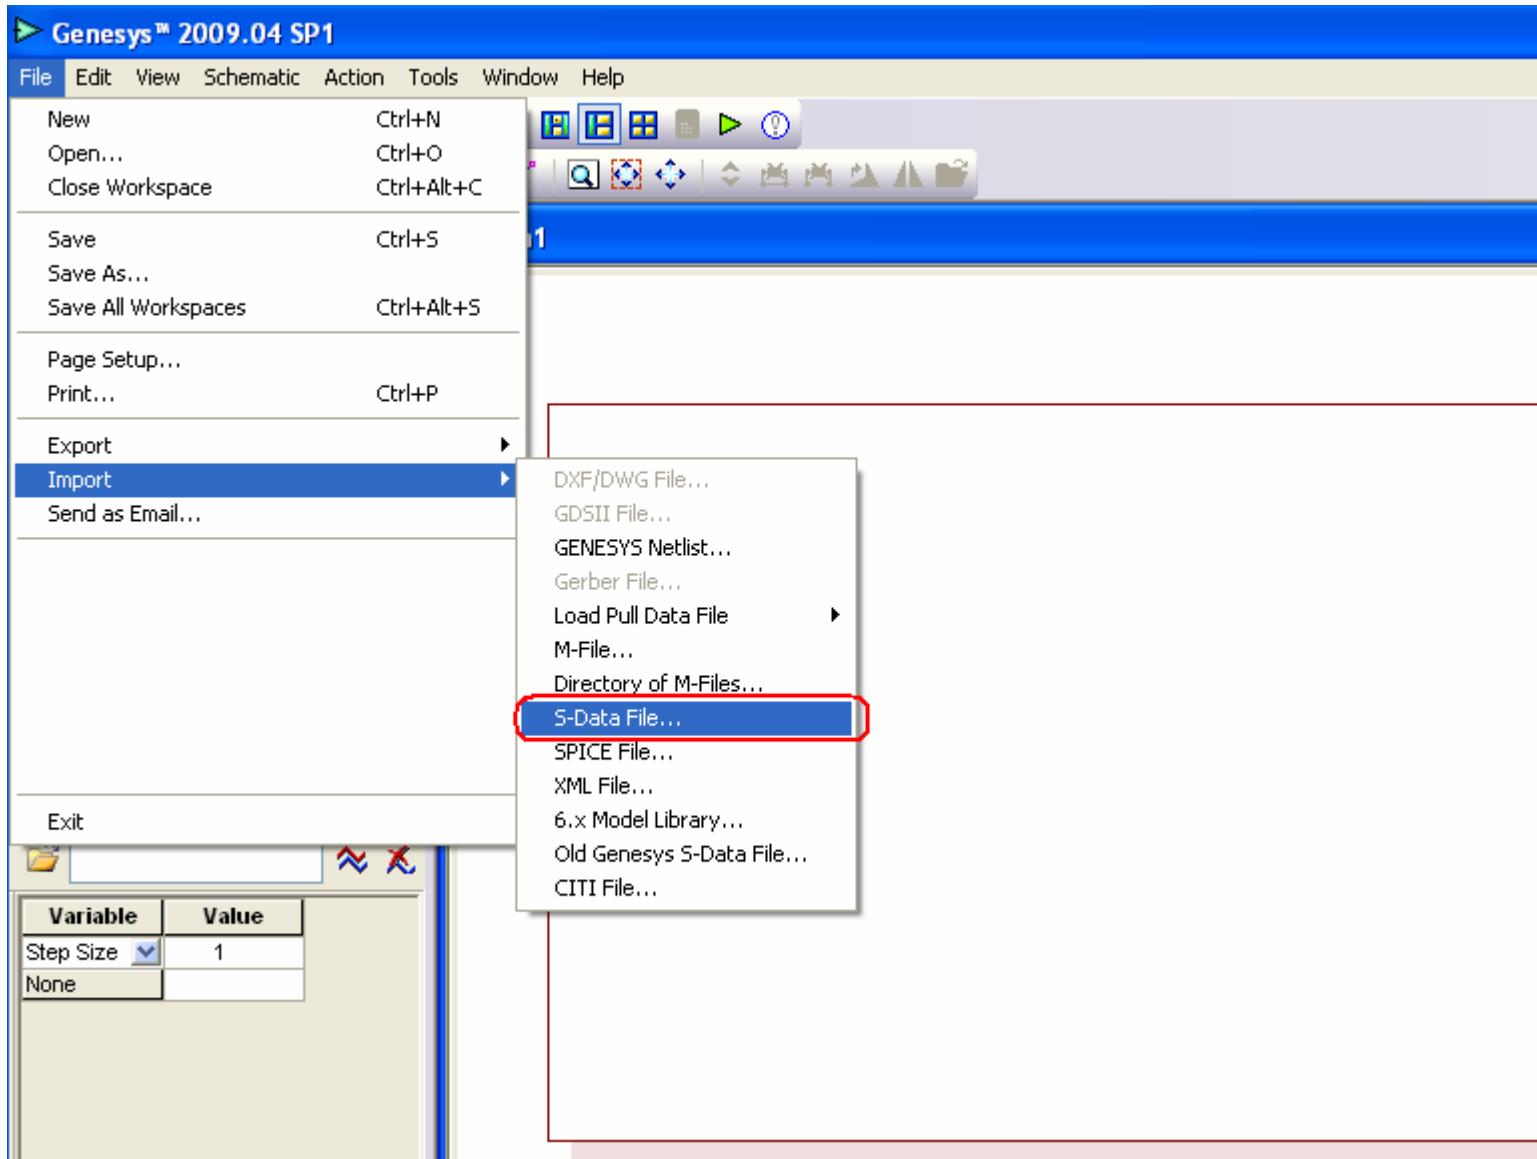 Genesys™ 2009.04 SP1
File Edit View Schematic Action Tools Window Help
New Ctrl+N
Open... Ctrl+O
Close Workspace Ctrl+Alt+C
Save Ctrl+S
Save As...
Save All Workspaces Ctrl+Alt+S
Page Setup...
Print... Ctrl+P
Export
Import
Send as Email...
Exit
DXF/DWG File...
GDSII File...
GENESYS Netlist...
Gerber File...
Load Pull Data File
M-File...
Directory of M-Files...
S-Data File...
SPICE File...
XML File...
6.x Model Library...
Old Genesys S-Data File...
CITI File...
Variable Value
Step Size 1
None